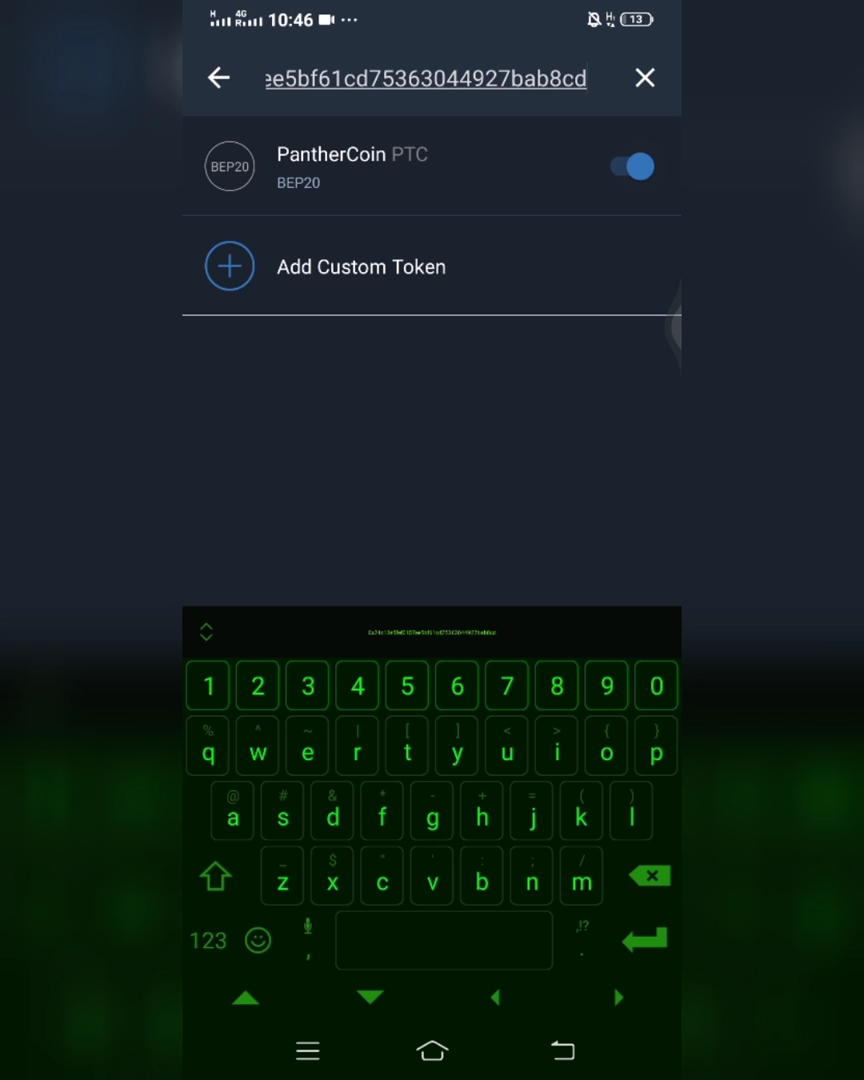 H 4G R 10:46 ... H↑ 13
ee5bf61cd75363044927bab8cd
BEP20 PantherCoin PTC
BEP20
Add Custom Token
1 2 3 4 5 6 7 8 9 0
% ^ ~ | [ ] < > { }
q w e r t y u i o p
@ # & * - + = ( )
a s d f g h j k l
_ $ " ' : ; /
z x c v b n m
123 , ,!? .